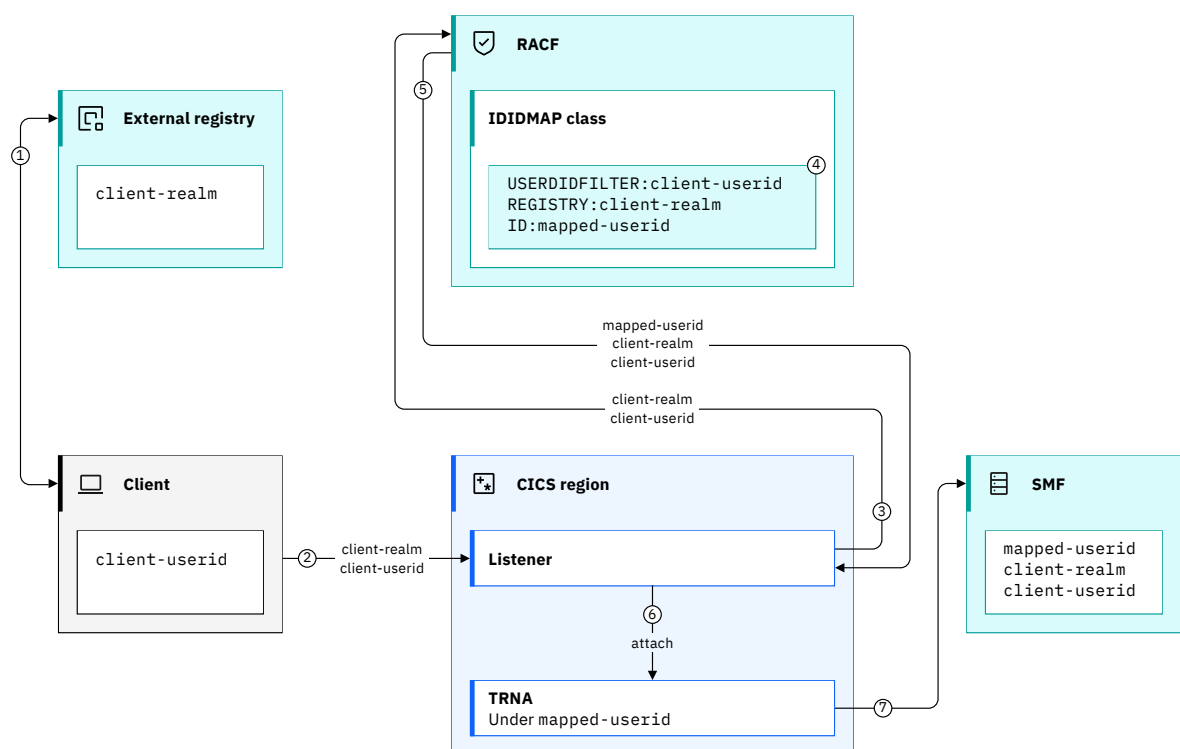 RACF
5
External registry
client-realm
1
IDIDMAP class
4
USERDIDFILTER:client-userid
REGISTRY:client-realm
ID:mapped-userid
mapped-userid
client-realm
client-userid
client-realm
client-userid
Client
client-userid
2
client-realm
client-userid
CICS region
3
Listener
6
attach
TRNA
Under mapped-userid
7
SMF
mapped-userid
client-realm
client-userid